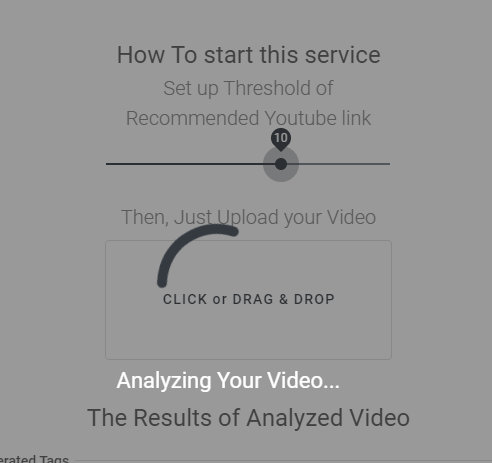 How To start this service
Set up Threshold of
Recommended Youtube link
10
Then, Just Upload your Video
CLICK or DRAG & DROP
Analyzing Your Video...
The Results of Analyzed Video
erated Tags